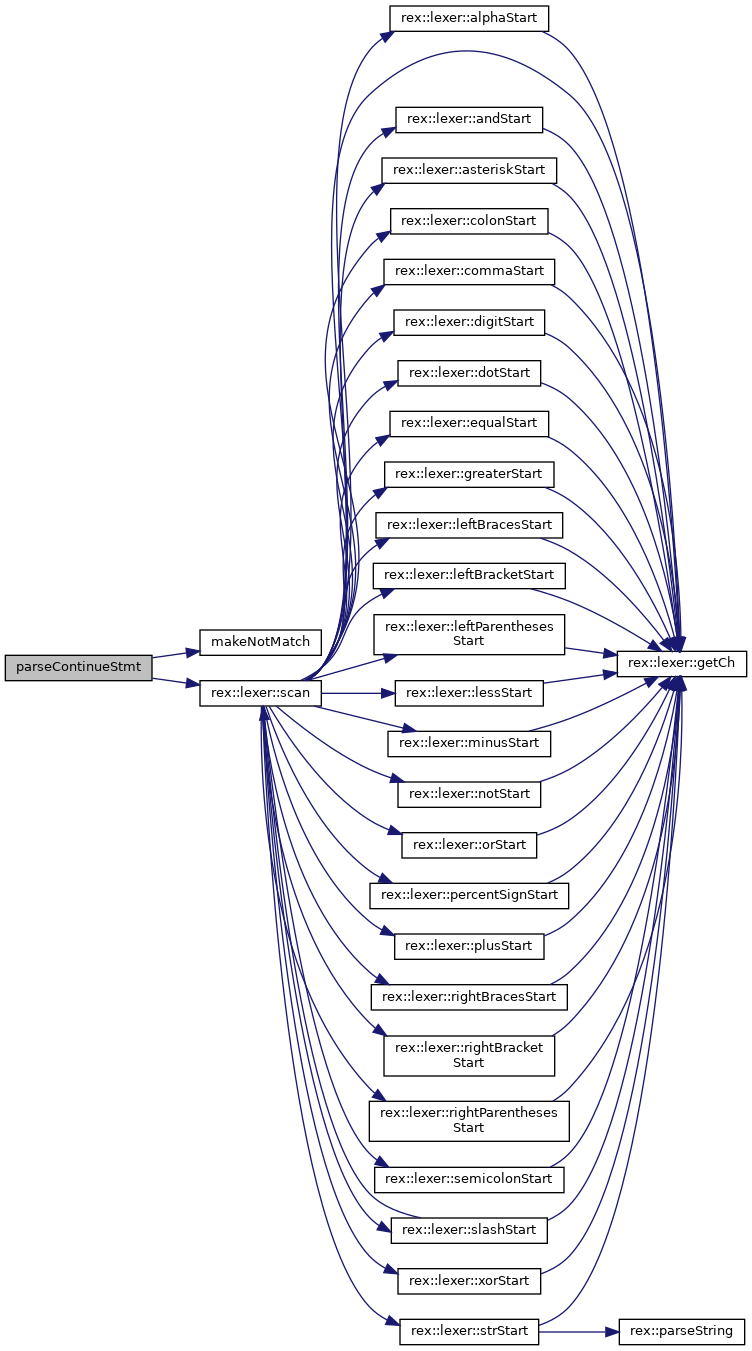 parseContinueStmt
makeNotMatch
rex::lexer::scan
rex::lexer::alphaStart
rex::lexer::andStart
rex::lexer::asteriskStart
rex::lexer::colonStart
rex::lexer::commaStart
rex::lexer::digitStart
rex::lexer::dotStart
rex::lexer::equalStart
rex::lexer::greaterStart
rex::lexer::leftBracesStart
rex::lexer::leftBracketStart
rex::lexer::leftParentheses
Start
rex::lexer::lessStart
rex::lexer::minusStart
rex::lexer::notStart
rex::lexer::orStart
rex::lexer::percentSignStart
rex::lexer::plusStart
rex::lexer::rightBracesStart
rex::lexer::rightBracket
Start
rex::lexer::rightParentheses
Start
rex::lexer::semicolonStart
rex::lexer::slashStart
rex::lexer::xorStart
rex::lexer::strStart
rex::lexer::getCh
rex::parseString